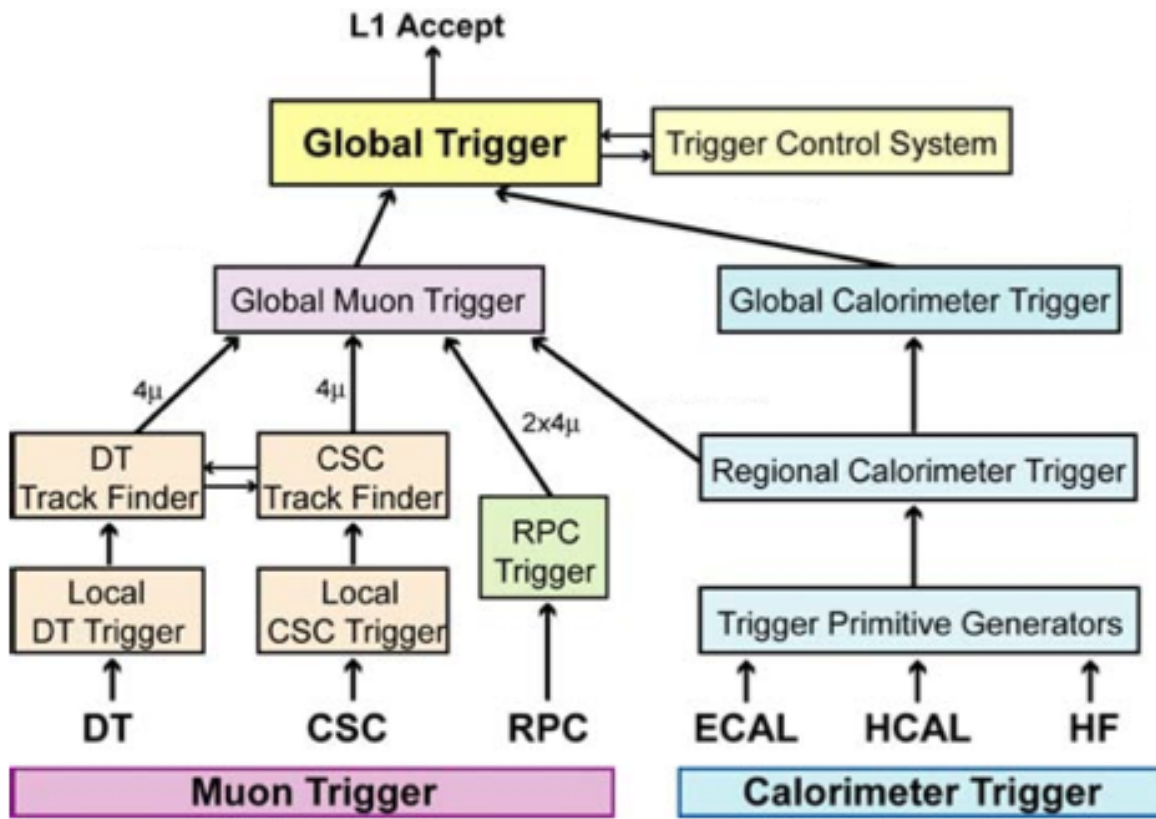 L1 Accept
Global Trigger
Trigger Control System
Global Muon Trigger
Global Calorimeter Trigger
4μ
4μ
2x4μ
DT
Track Finder
CSC
Track Finder
Regional Calorimeter Trigger
RPC
Trigger
Local
DT Trigger
Local
CSC Trigger
Trigger Primitive Generators
DT
CSC
RPC
ECAL
HCAL
HF
Muon Trigger
Calorimeter Trigger